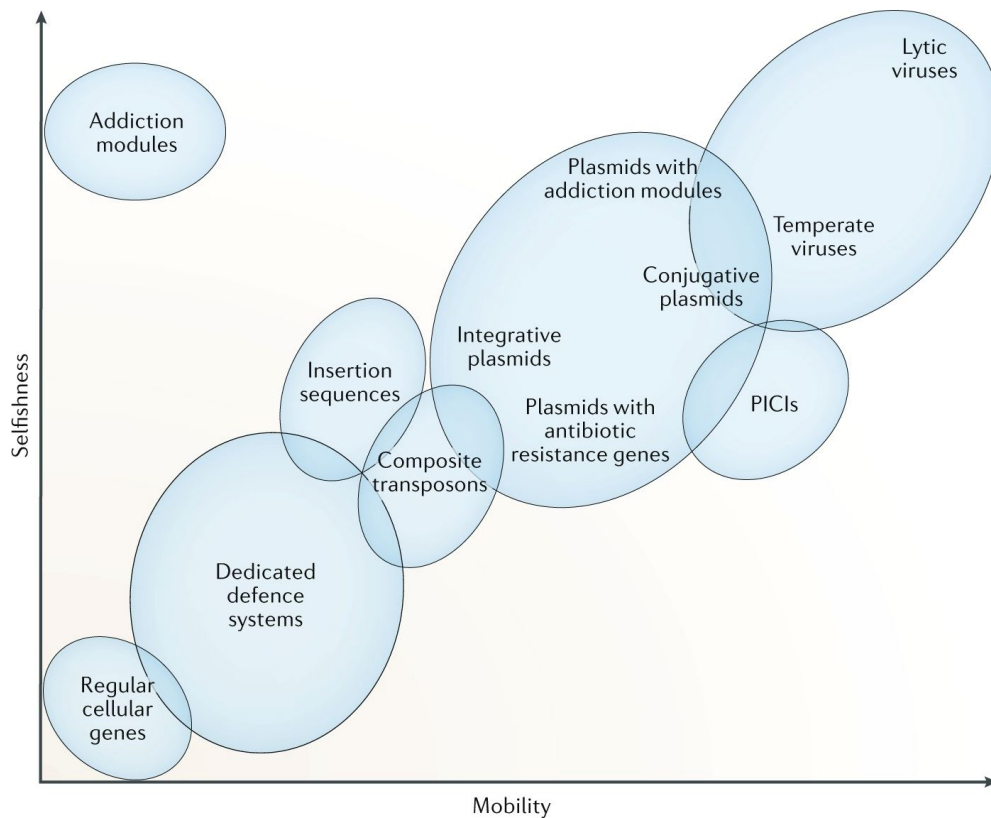 Lytic
viruses
Addiction
modules
Plasmids with
addiction modules
Temperate
viruses
Conjugative
plasmids
Integrative
plasmids
Insertion
sequences
Plasmids with
antibiotic
resistance genes
PICIs
Composite
transposons
Dedicated
defence
systems
Regular
cellular
genes
Selfishness
Mobility